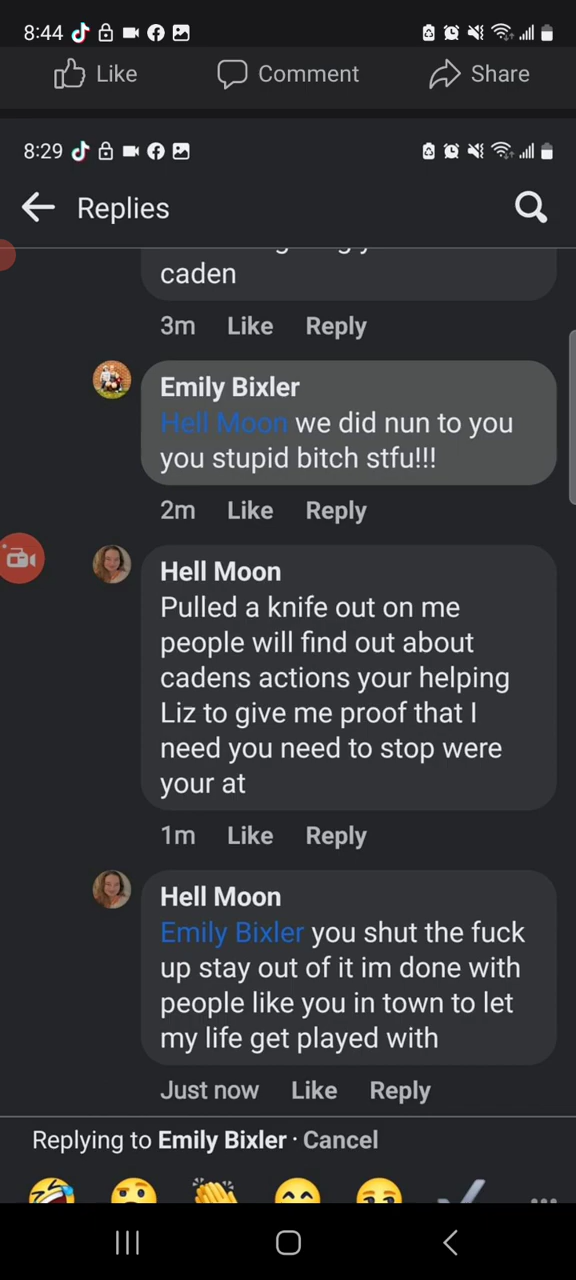 8:44
Like Comment Share
8:29
Replies
caden
3m Like Reply
Emily Bixler
Hell Moon we did nun to you
you stupid bitch stfu!!!
2m Like Reply
Hell Moon
Pulled a knife out on me
people will find out about
cadens actions your helping
Liz to give me proof that I
need you need to stop were
your at
1m Like Reply
Hell Moon
Emily Bixler you shut the fuck
up stay out of it im done with
people like you in town to let
my life get played with
Just now Like Reply
Replying to Emily Bixler · Cancel